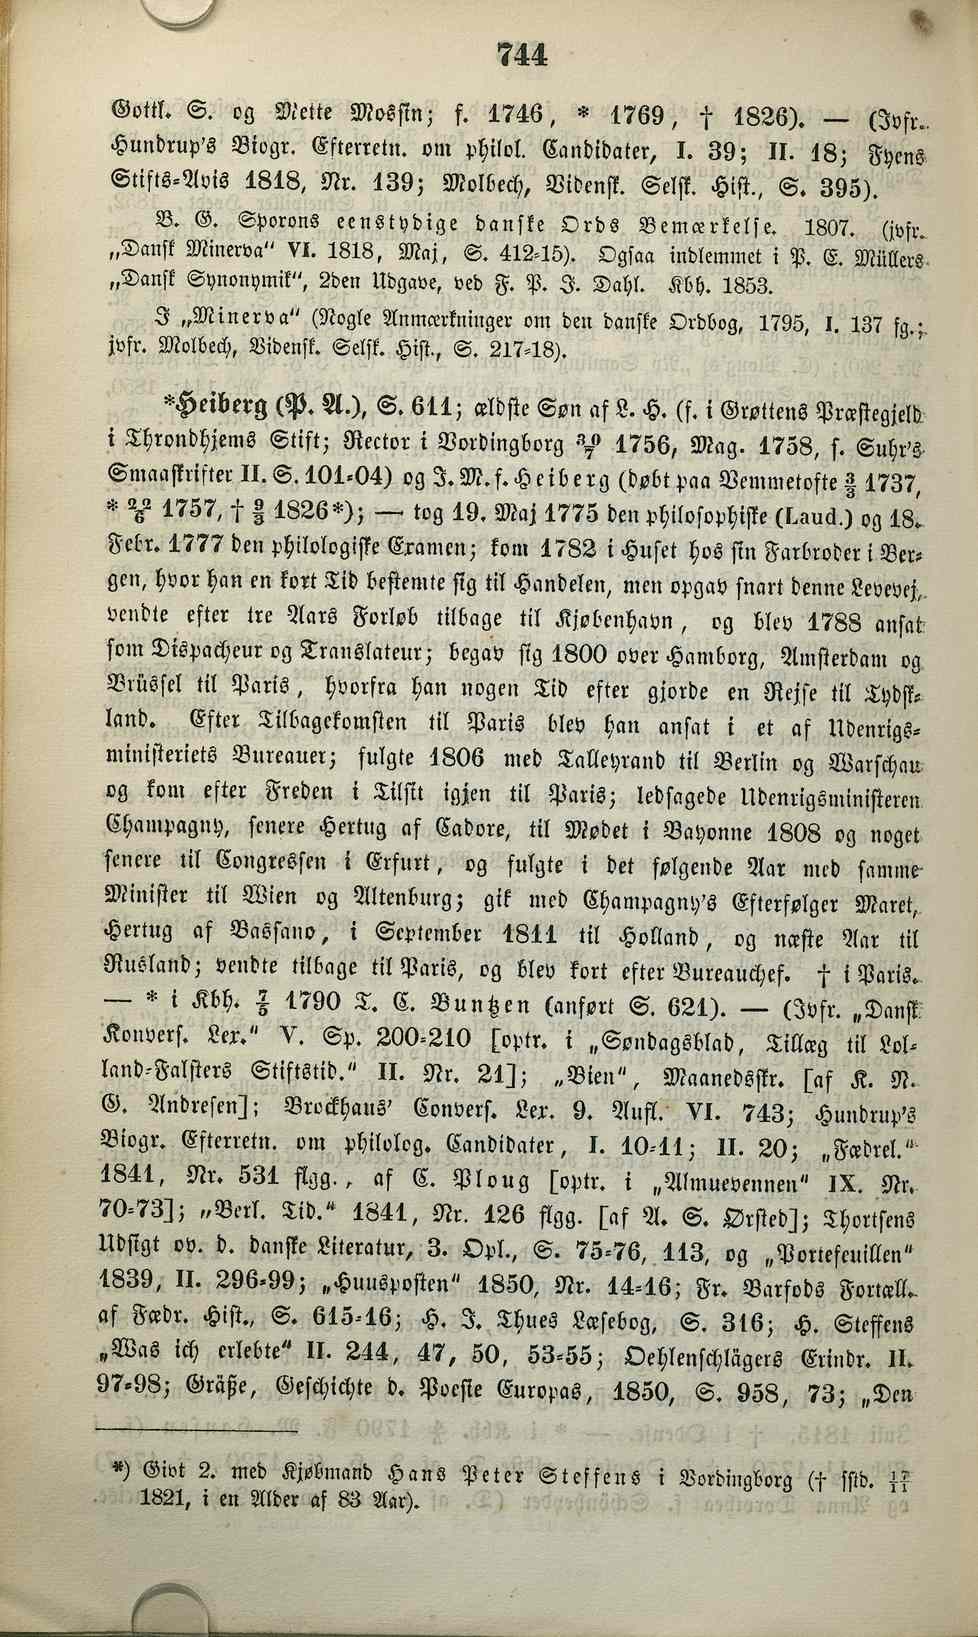 744
Gottl. S. og Mette Mossin; f. 1746, * 1769, † 1826). — (Jvfr.
Hundrup's Biogr. Efterretn. om philol. Candidater, I. 39; II. 18; Fyens
Stifts-Avis 1818, Nr. 139; Molbech, Vidensk. Selsk. Hist., S. 395).
B. G. Sporons eenstydige danske Ords Bemærkelse. 1807. (jvfr.
„Dansk Minerva“ VI. 1818, Maj, S. 412-15). Ogsaa indlemmet i P. E. Müllers
„Dansk Synonymik“, 2den Udgave, ved F. P. J. Dahl. Kbh. 1853.
I „Minerva“ (Nogle Anmærkninger om den danske Ordbog, 1795, I. 137 fg.;
jvfr. Molbech, Vidensk. Selsk. Hist., S. 217-18).
*Heiberg (P. A.), S. 611; ældste Søn af L. H. (f. i Grøttens Præstegjeld
i Throndhjems Stift; Rector i Vordingborg 30/7 1756, Mag. 1758, f. Suhr's
Smaaskrifter II. S. 101-04) og I. M. f. Heiberg (døbt paa Vemmetofte 3/3 1737,
* 22/6 1757, † 9/3 1826*); — tog 19. Maj 1775 den philosophiske (Laud.) og 18.
Febr. 1777 den philologiske Examen; kom 1782 i Huset hos sin Farbroder i Ber-
gen, hvor han en kort Tid bestemte sig til Handelen, men opgav snart denne Levevej,
vendte efter tre Aars Forløb tilbage til Kjøbenhavn, og blev 1788 ansat
som Dispacheur og Translateur; begav sig 1800 over Hamborg, Amsterdam og
Brüssel til Paris, hvorfra han nogen Tid efter gjorde en Rejse til Tydsk-
land. Efter Tilbagekomsten til Paris blev han ansat i et af Udenrigs-
ministeriets Bureauer; fulgte 1806 med Talleyrand til Berlin og Warschau
og kom efter Freden i Tilsit igjen til Paris; ledsagede Udenrigsministeren
Champagny, senere Hertug af Cadore, til Mødet i Bayonne 1808 og noget
senere til Congressen i Erfurt, og fulgte i det følgende Aar med samme
Minister til Wien og Altenburg; gik med Champagny's Efterfølger Maret,
Hertug af Bassano, i September 1811 til Holland, og næste Aar til
Rusland; vendte tilbage til Paris, og blev kort efter Bureauchef. † i Paris.
— * i Kbh. 7/6 1790 T. C. Buntzen (anført S. 621). — (Jvfr. „Dansk
Konvers. Lex.“ V. Sp. 200-210 [optr. i „Søndagsblad, Tillæg til Lol-
land-Falsters Stiftstid.“ II. Nr. 21]; „Bien“, Maanedsskr. [af K. N.
G. Andresen]; Brockhaus' Convers. Lex. 9. Aufl. VI. 743; Hundrup's
Biogr. Efterretn. om philolog. Candidater, I. 10-11; II. 20; „Fædrel.“
1841, Nr. 531 flgg., af C. Ploug [optr. i „Almuevennen“ IX. Nr.
70-73]; „Berl. Tid.“ 1841, Nr. 126 flgg. [af A. S. Ørsted]; Thortsens
Udsigt ov. d. danske Literatur, 3. Opl., S. 75-76, 113, og „Portefeuillen“
1839, II. 296-99; „Huusposten“ 1850, Nr. 14-16; Fr. Barfods Fortæll.
af Fædr. Hist., S. 615-16; H. J. Thues Læsebog, S. 316; H. Steffens
„Was ich erlebte“ II. 244, 47, 50, 53-55; Oehlenschlägers Erindr. II.
97-98; Gräße, Geschichte d. Poesie Europas, 1850, S. 958, 73; „Den
*) Givt 2. med Kjøbmand Hans Peter Steffens i Vordingborg († sstd. 17/11
1821, i en Alder af 83 Aar).